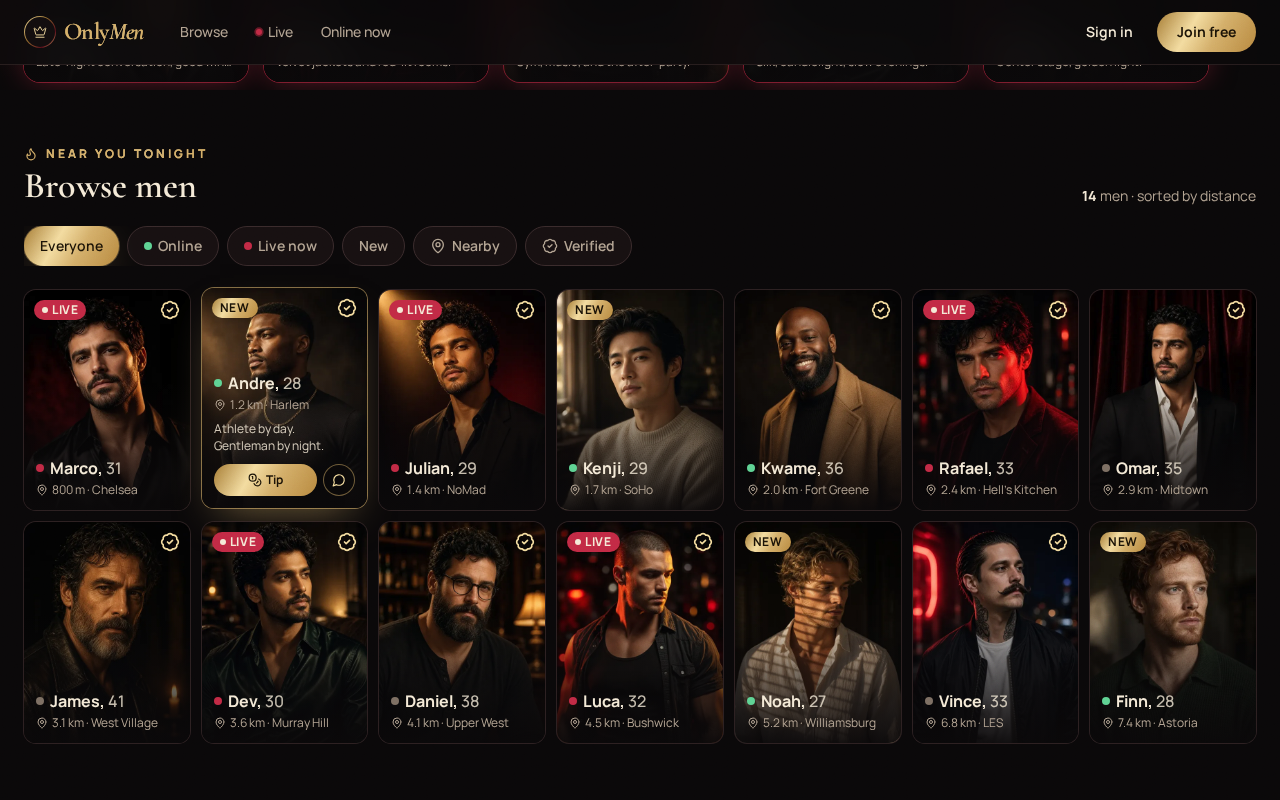 OnlyMen Browse Live Online now Sign in Join free
NEAR YOU TONIGHT
Browse men
14 men · sorted by distance
Everyone Online Live now New Nearby Verified
LIVE
Marco, 31
800 m · Chelsea
NEW
Andre, 28
1.2 km · Harlem
Athlete by day.
Gentleman by night.
Tip
LIVE
Julian, 29
1.4 km · NoMad
NEW
Kenji, 29
1.7 km · SoHo
Kwame, 36
2.0 km · Fort Greene
LIVE
Rafael, 33
2.4 km · Hell's Kitchen
Omar, 35
2.9 km · Midtown
James, 41
3.1 km · West Village
LIVE
Dev, 30
3.6 km · Murray Hill
Daniel, 38
4.1 km · Upper West
LIVE
Luca, 32
4.5 km · Bushwick
NEW
Noah, 27
5.2 km · Williamsburg
Vince, 33
6.8 km · LES
NEW
Finn, 28
7.4 km · Astoria